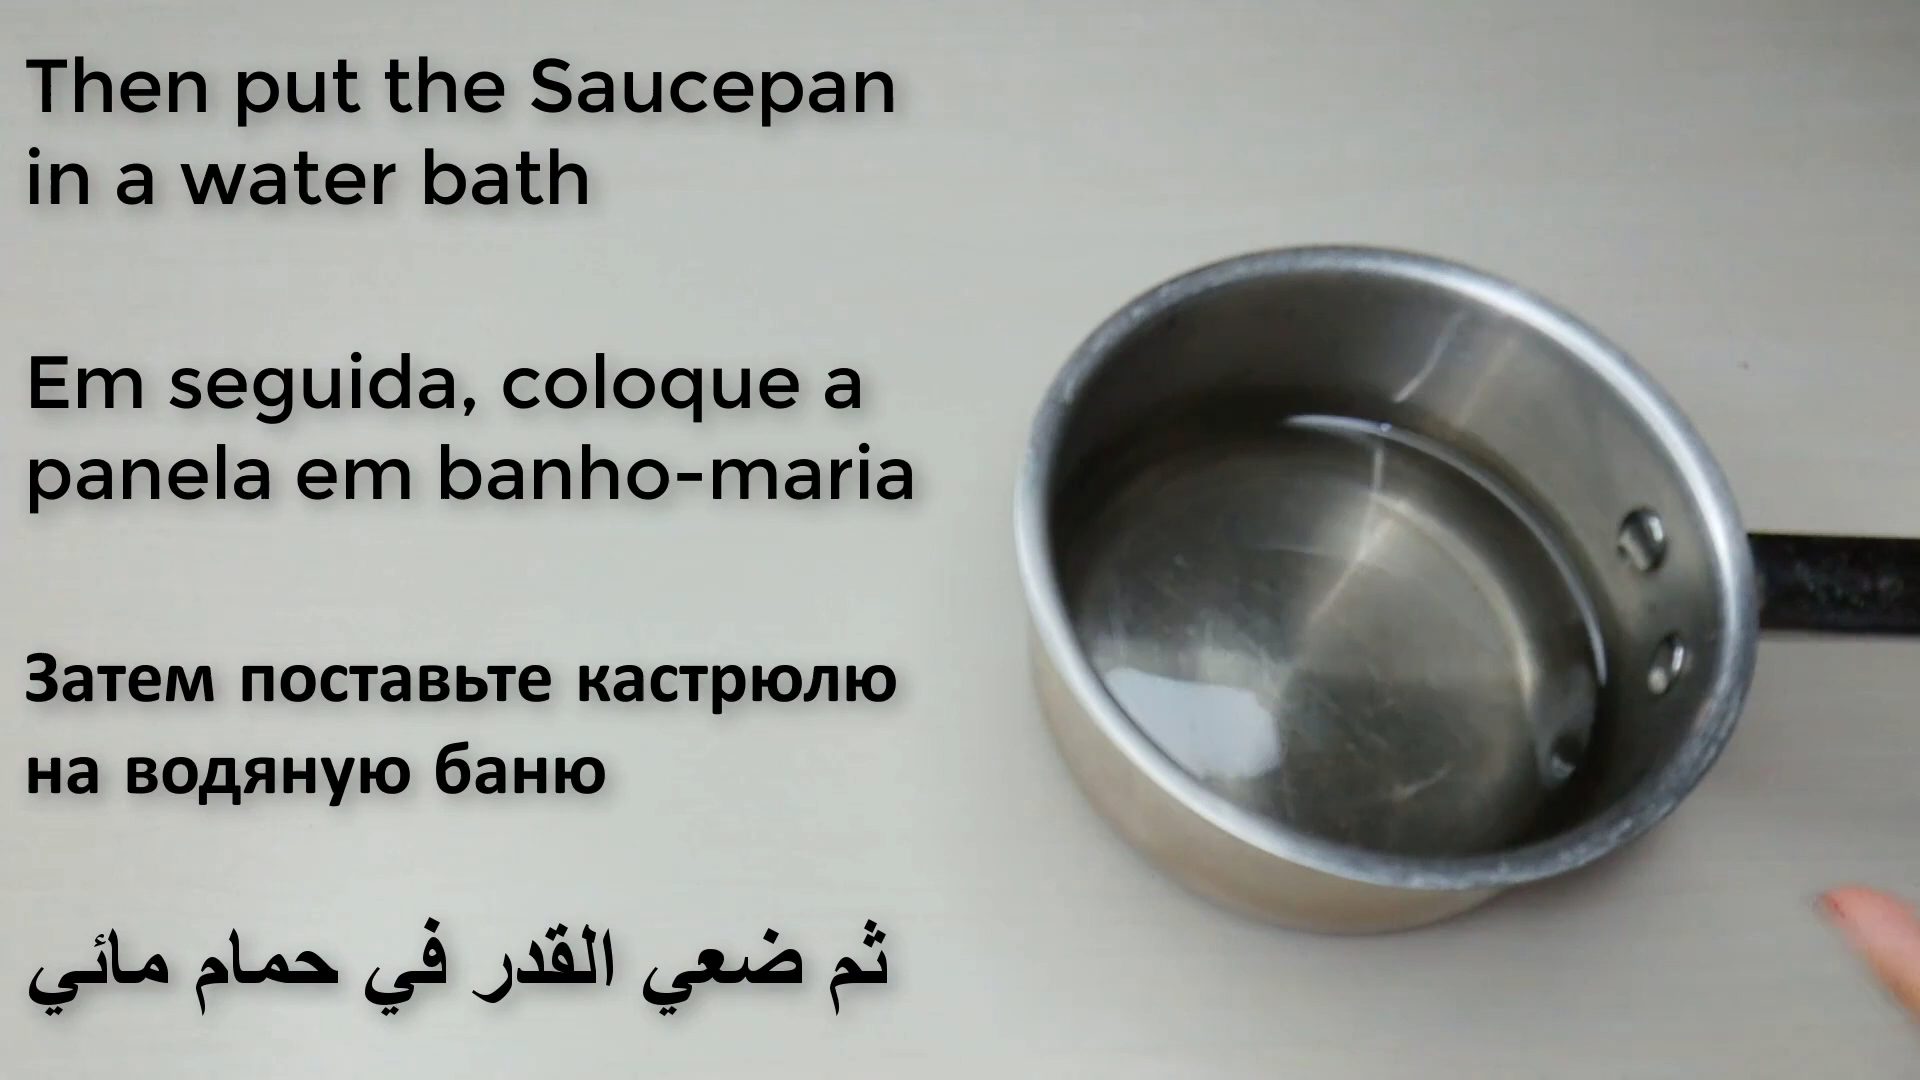 Then put the Saucepan
in a water bath
Em seguida, coloque a
panela em banho-maria
Затем поставьте кастрюлю
на водяную баню
ثم ضعي القدر في حمام مائي